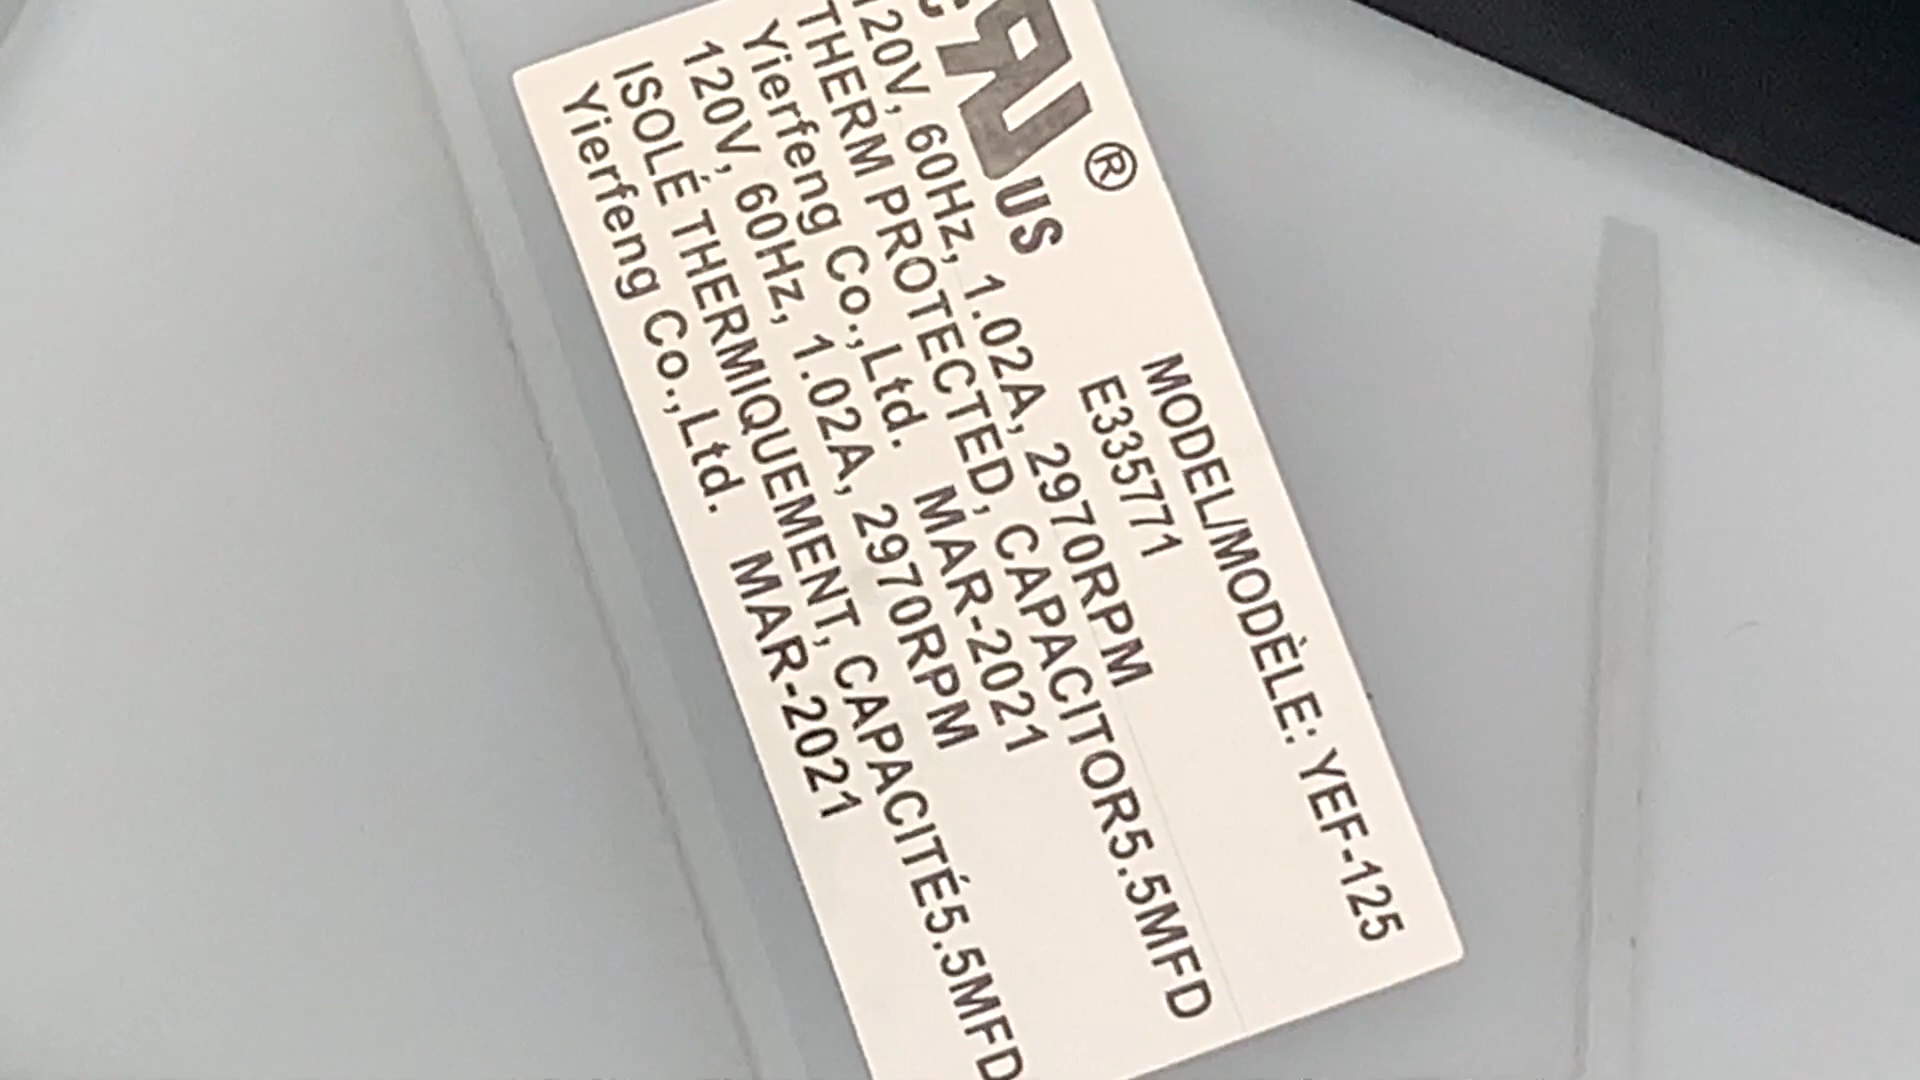 MODEL/MODÈLE: YEF-125
E335771
US
®
120V, 60Hz, 1.02A, 2970RPM
THERM PROTECTED, CAPACITOR5.5MFD
Yierfeng Co.,Ltd. MAR-2021
120V, 60Hz, 1.02A, 2970RPM
ISOLÉ THERMIQUEMENT, CAPACITÉ5.5MFD
Yierfeng Co.,Ltd. MAR-2021